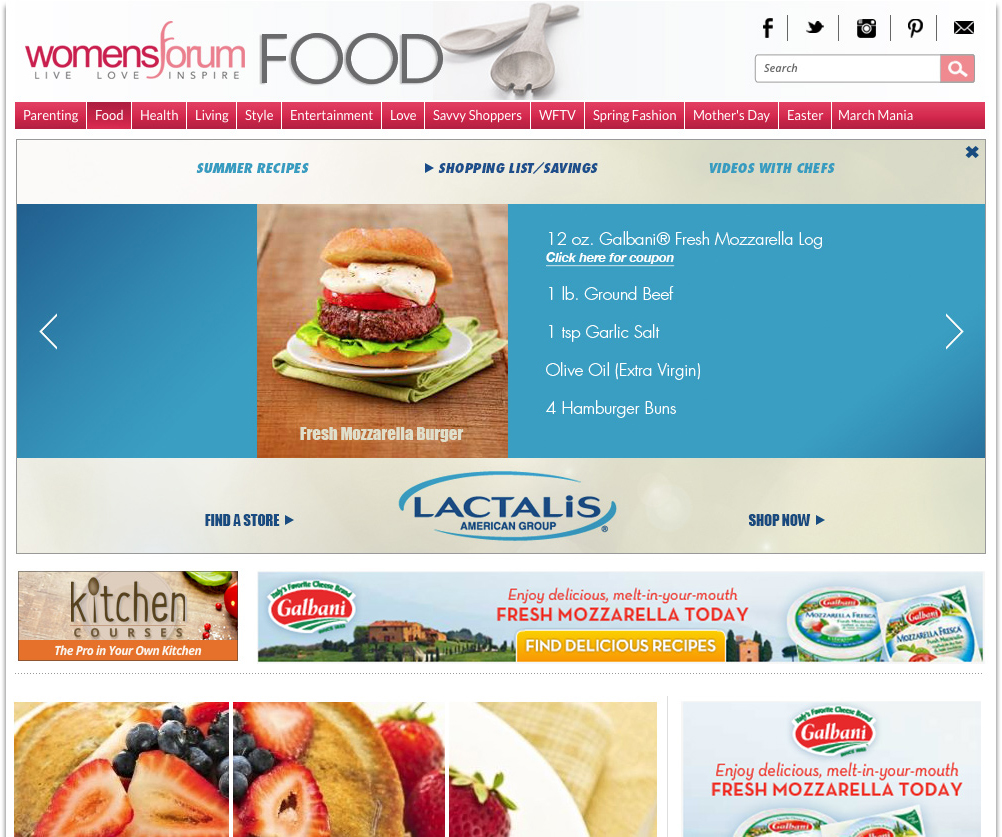 womensforum FOOD
LIVE LOVE INSPIRE
Search
Parenting Food Health Living Style Entertainment Love Savvy Shoppers WFTV Spring Fashion Mother's Day Easter March Mania
SUMMER RECIPES SHOPPING LIST/SAVINGS VIDEOS WITH CHEFS
12 oz. Galbani® Fresh Mozzarella Log
Click here for coupon
1 lb. Ground Beef
1 tsp Garlic Salt
Olive Oil (Extra Virgin)
4 Hamburger Buns
Fresh Mozzarella Burger
FIND A STORE
LACTALiS
AMERICAN GROUP ®
SHOP NOW
kitchen
COURSES
The Pro in Your Own Kitchen
Italy's Favorite Cheese Brand
Galbani
Enjoy delicious, melt-in-your-mouth
FRESH MOZZARELLA TODAY
FIND DELICIOUS RECIPES
Galbani
MOZZARELLA FRESCA
Fresh Mozzarella
Galbani
MOZZARELLA FRESCA
Fresh Mozzarella
Italy's Favorite Cheese Brand
Galbani
Enjoy delicious, melt-in-your-mouth
FRESH MOZZARELLA TODAY
Galbani
Galbani